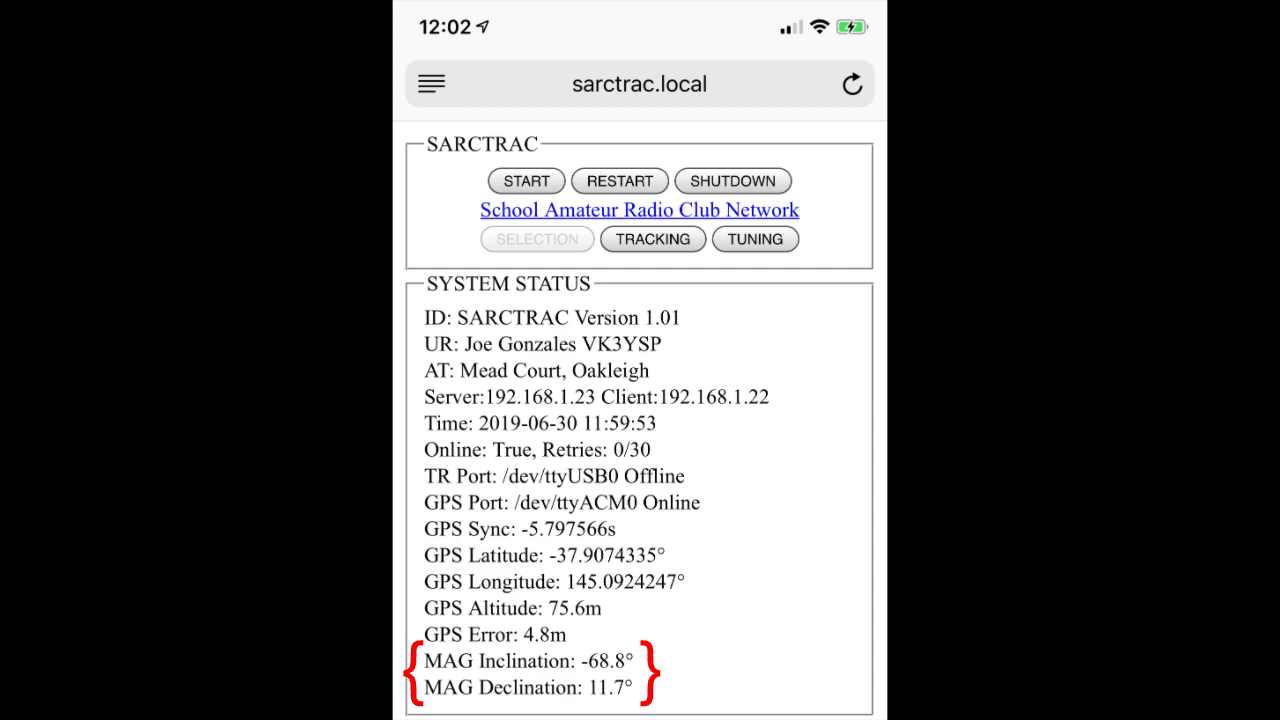 12:02
sarctrac.local
SARCTRAC
START RESTART SHUTDOWN
School Amateur Radio Club Network
SELECTION TRACKING TUNING
SYSTEM STATUS
ID: SARCTRAC Version 1.01
UR: Joe Gonzales VK3YSP
AT: Mead Court, Oakleigh
Server:192.168.1.23 Client:192.168.1.22
Time: 2019-06-30 11:59:53
Online: True, Retries: 0/30
TR Port: /dev/ttyUSB0 Offline
GPS Port: /dev/ttyACM0 Online
GPS Sync: -5.797566s
GPS Latitude: -37.9074335°
GPS Longitude: 145.0924247°
GPS Altitude: 75.6m
GPS Error: 4.8m
{ MAG Inclination: -68.8° }
MAG Declination: 11.7°